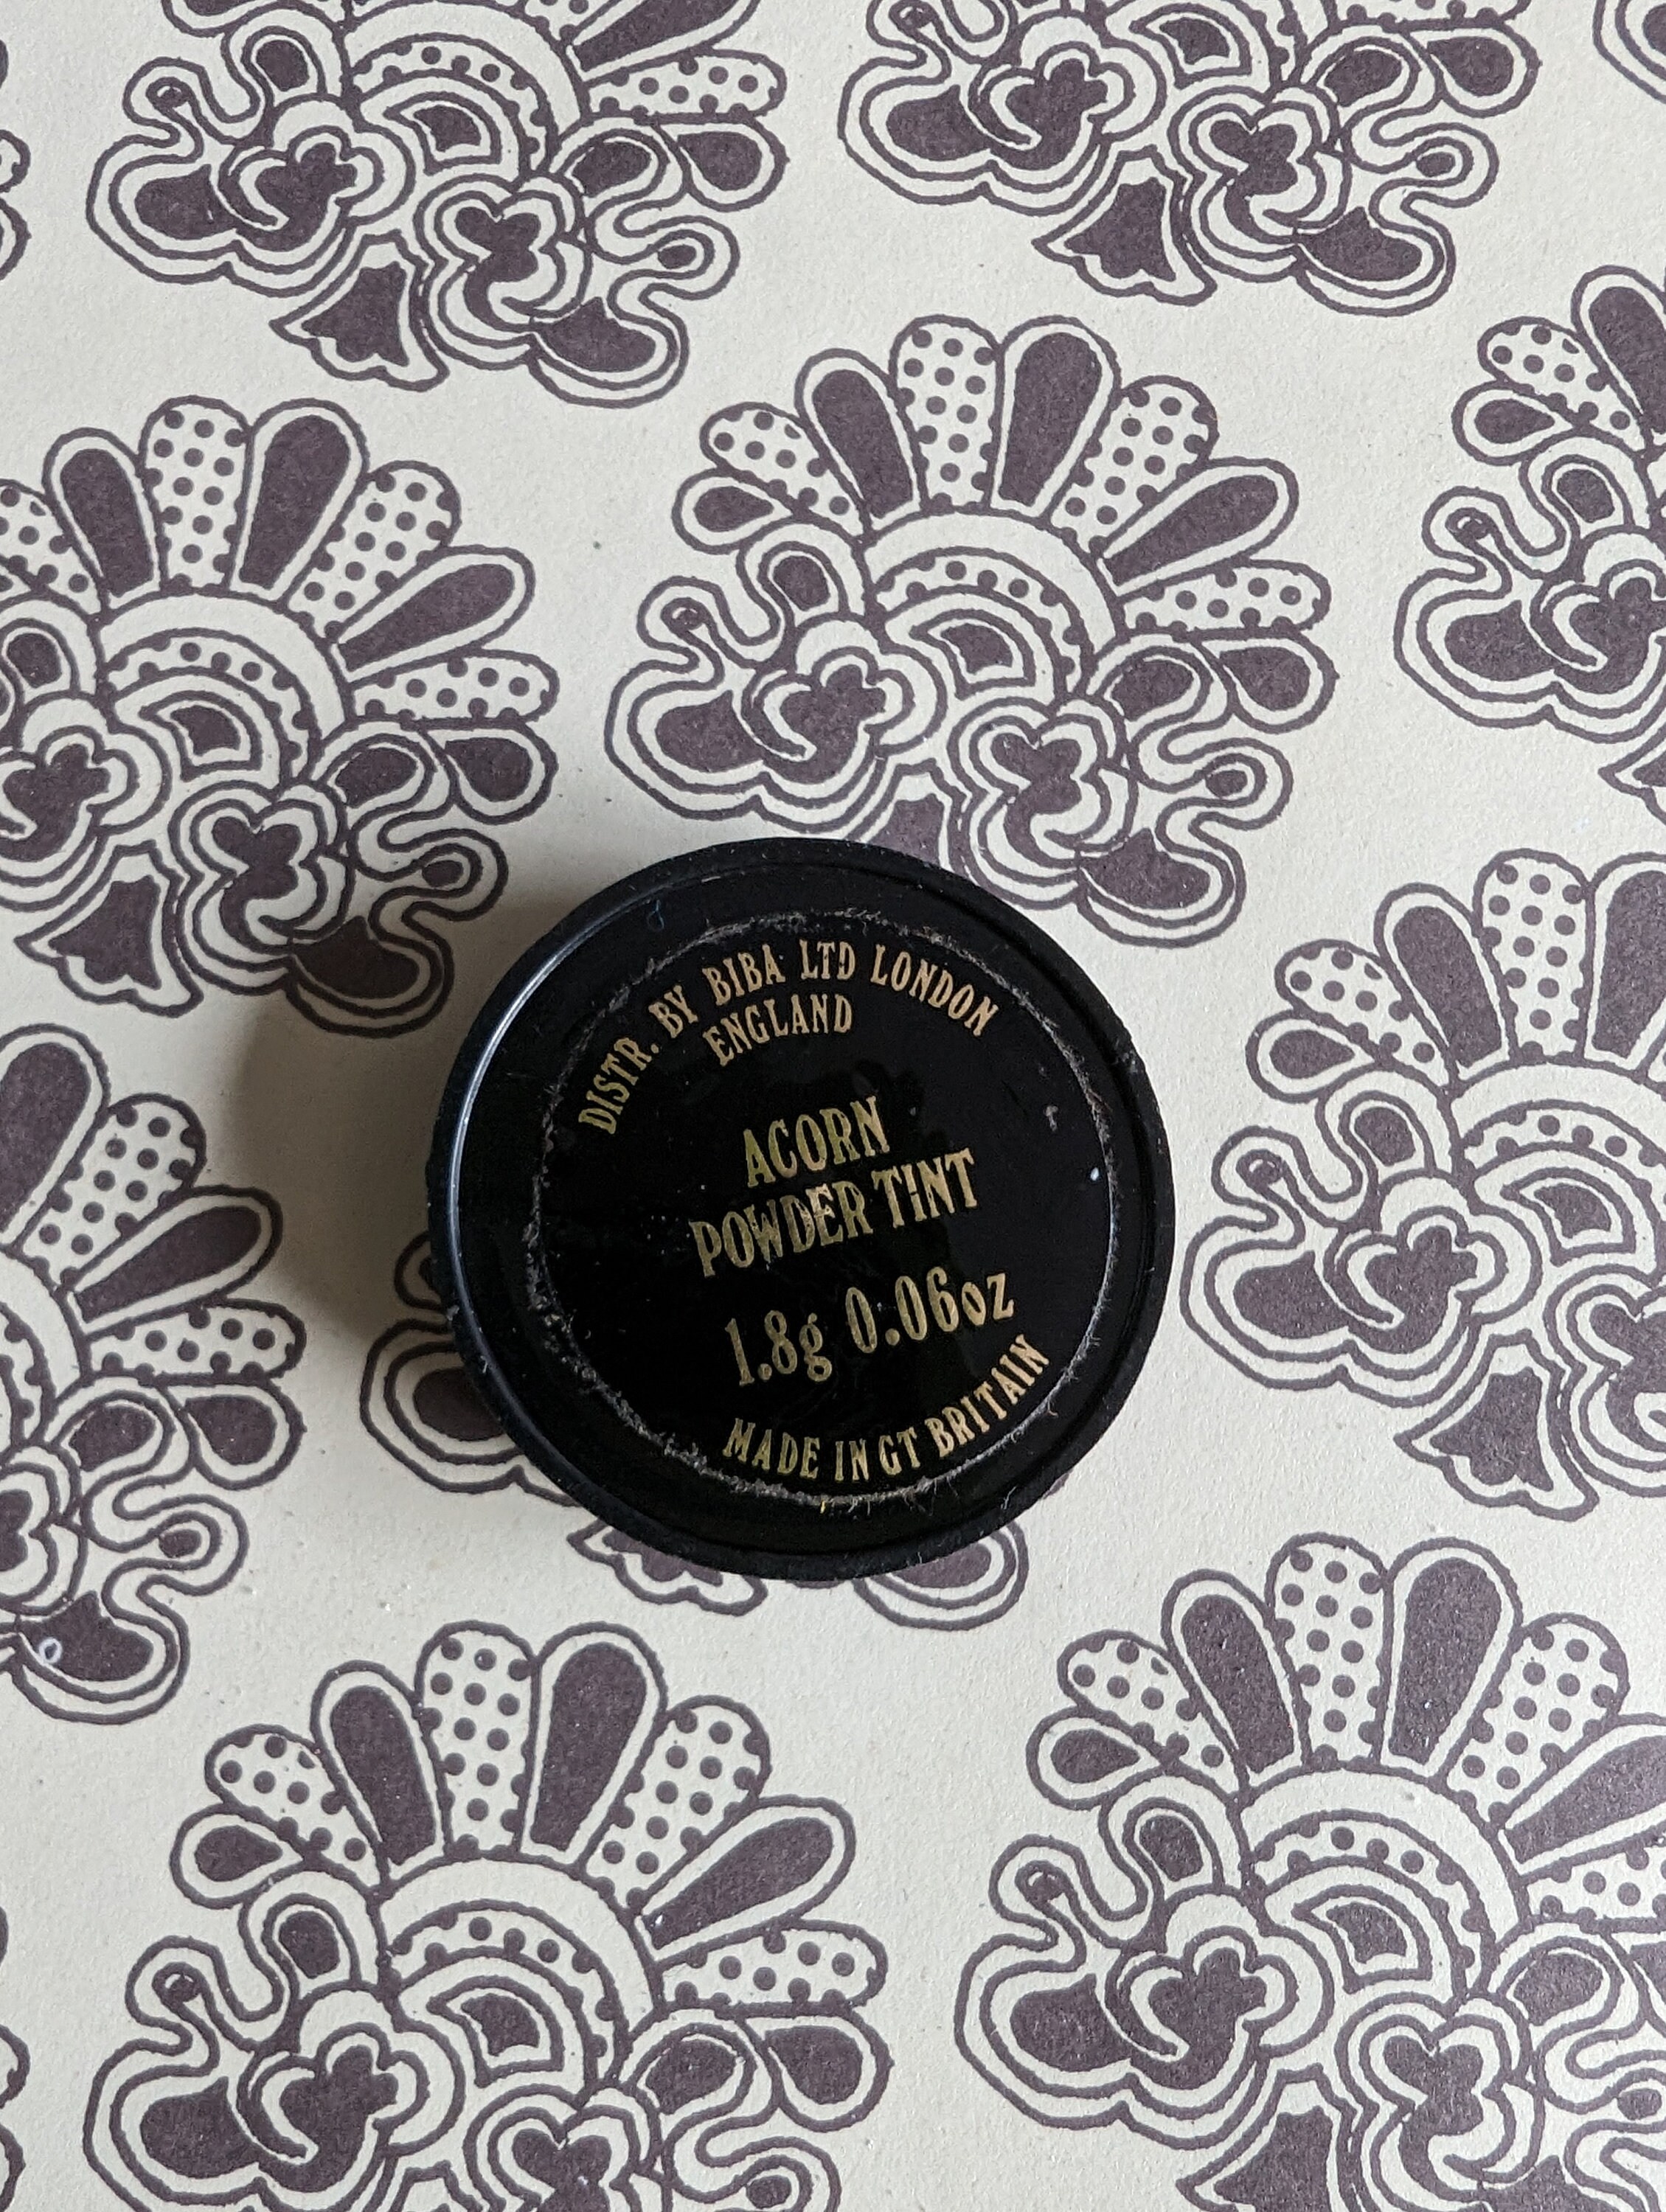 DISTR. BY BIBA LTD LONDON
ENGLAND
ACORN
POWDER TINT
1.8g 0.06oz
MADE IN GT BRITAIN